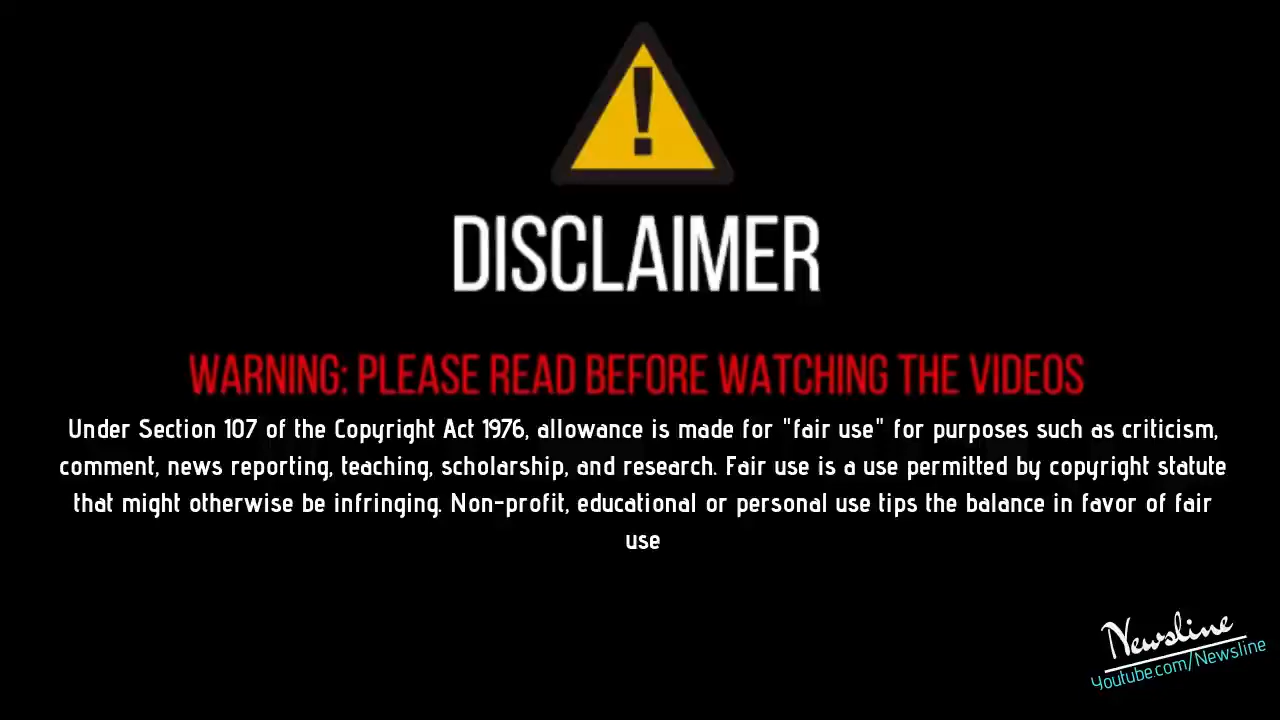 DISCLAIMER
WARNING: PLEASE READ BEFORE WATCHING THE VIDEOS
Under Section 107 of the Copyright Act 1976, allowance is made for "fair use" for purposes such as criticism,
comment, news reporting, teaching, scholarship, and research. Fair use is a use permitted by copyright statute
that might otherwise be infringing. Non-profit, educational or personal use tips the balance in favor of fair
use
Newsline
Youtube.com/Newsline